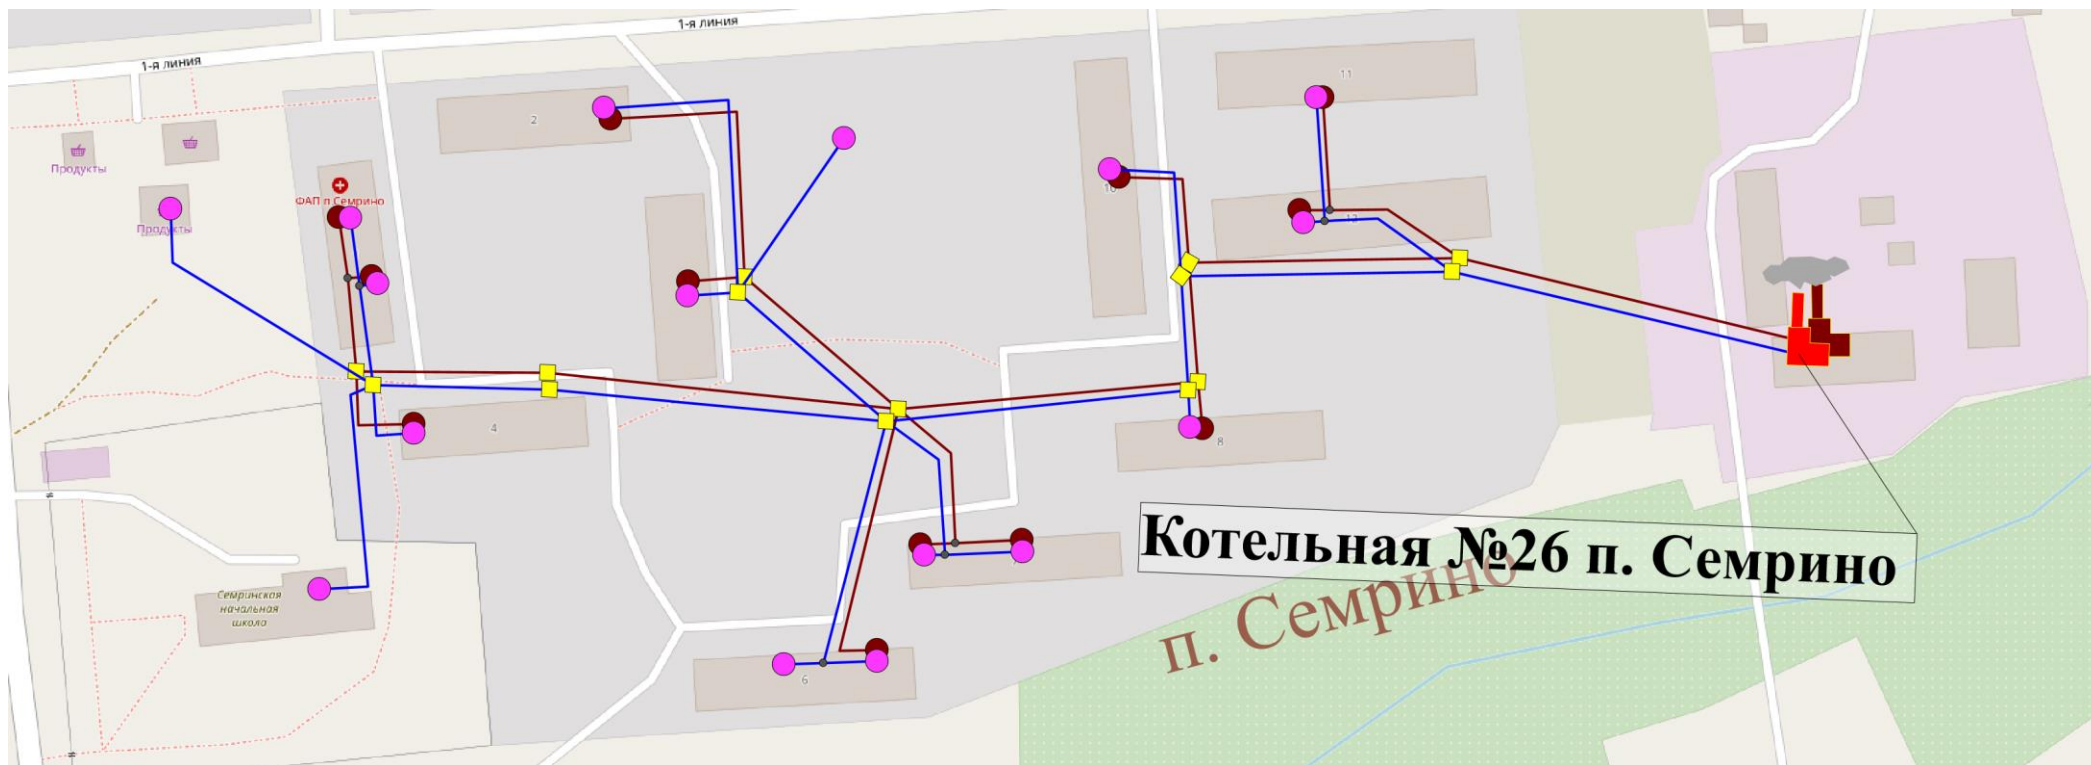 1-я линия
1-я линия
11
2
Продукты
ФАП п Семрино
10
12
Продукты
4
8
Котельная №26 п. Семрино
п. Семрино
7
Семринская
начальная
школа
6